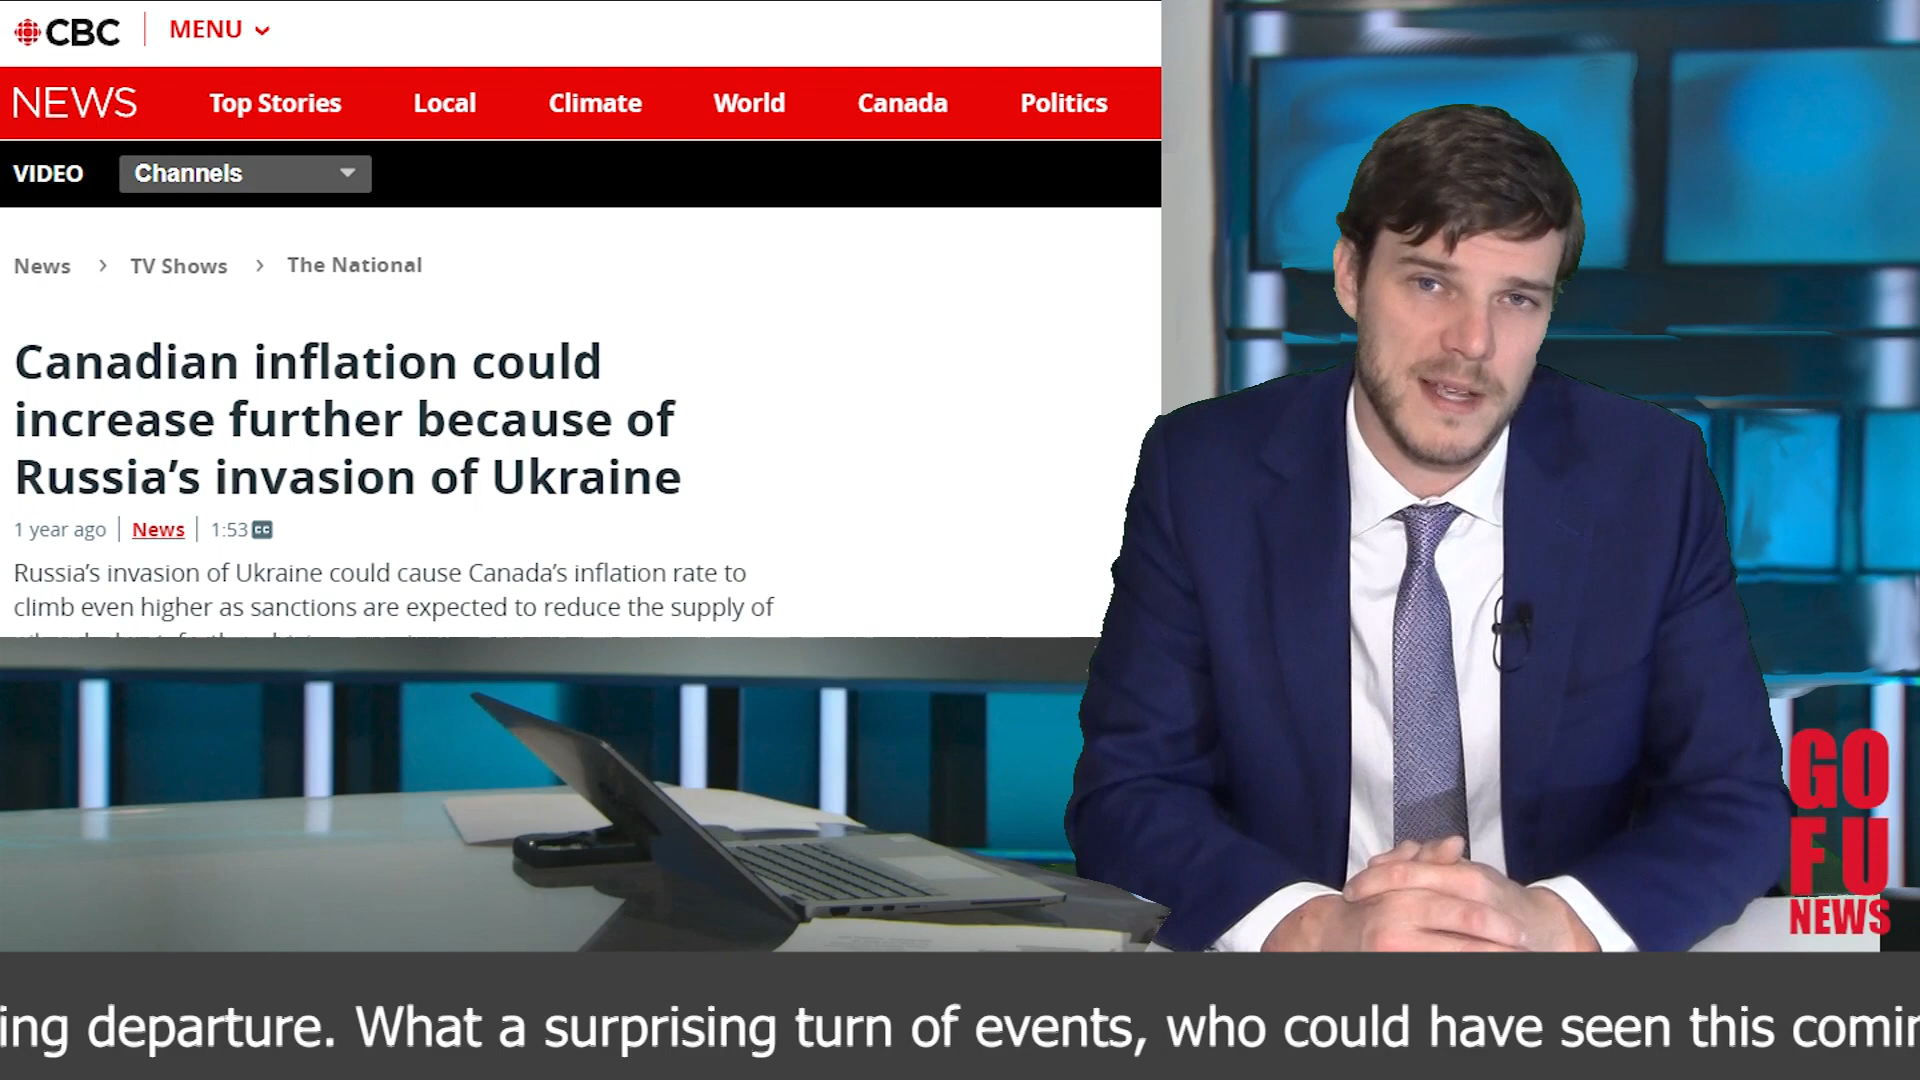 CBC
MENU
NEWS Top Stories Local Climate World Canada Politics
VIDEO Channels
News > TV Shows > The National
Canadian inflation could
increase further because of
Russia’s invasion of Ukraine
1 year ago | News | 1:53 CC
Russia’s invasion of Ukraine could cause Canada’s inflation rate to
climb even higher as sanctions are expected to reduce the supply of
GO
FU
NEWS
ing departure. What a surprising turn of events, who could have seen this comin